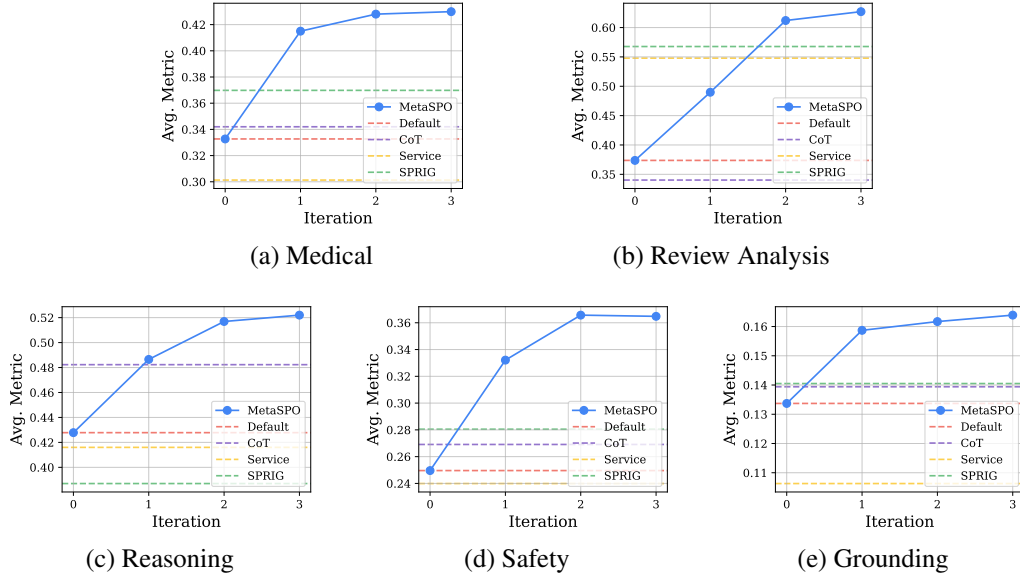 Avg. Metric
0.42
0.40
0.38
0.36
0.34
0.32
0.30
MetaSPO
Default
CoT
Service
SPRIG
0 1 2 3
Iteration
(a) Medical
Avg. Metric
0.60
0.55
0.50
0.45
0.40
0.35
MetaSPO
Default
CoT
Service
SPRIG
0 1 2 3
Iteration
(b) Review Analysis
Avg. Metric
0.52
0.50
0.48
0.46
0.44
0.42
0.40
MetaSPO
Default
CoT
Service
SPRIG
0 1 2 3
Iteration
(c) Reasoning
Avg. Metric
0.36
0.34
0.32
0.30
0.28
0.26
0.24
MetaSPO
Default
CoT
Service
SPRIG
0 1 2 3
Iteration
(d) Safety
Avg. Metric
0.16
0.15
0.14
0.13
0.12
0.11
MetaSPO
Default
CoT
Service
SPRIG
0 1 2 3
Iteration
(e) Grounding